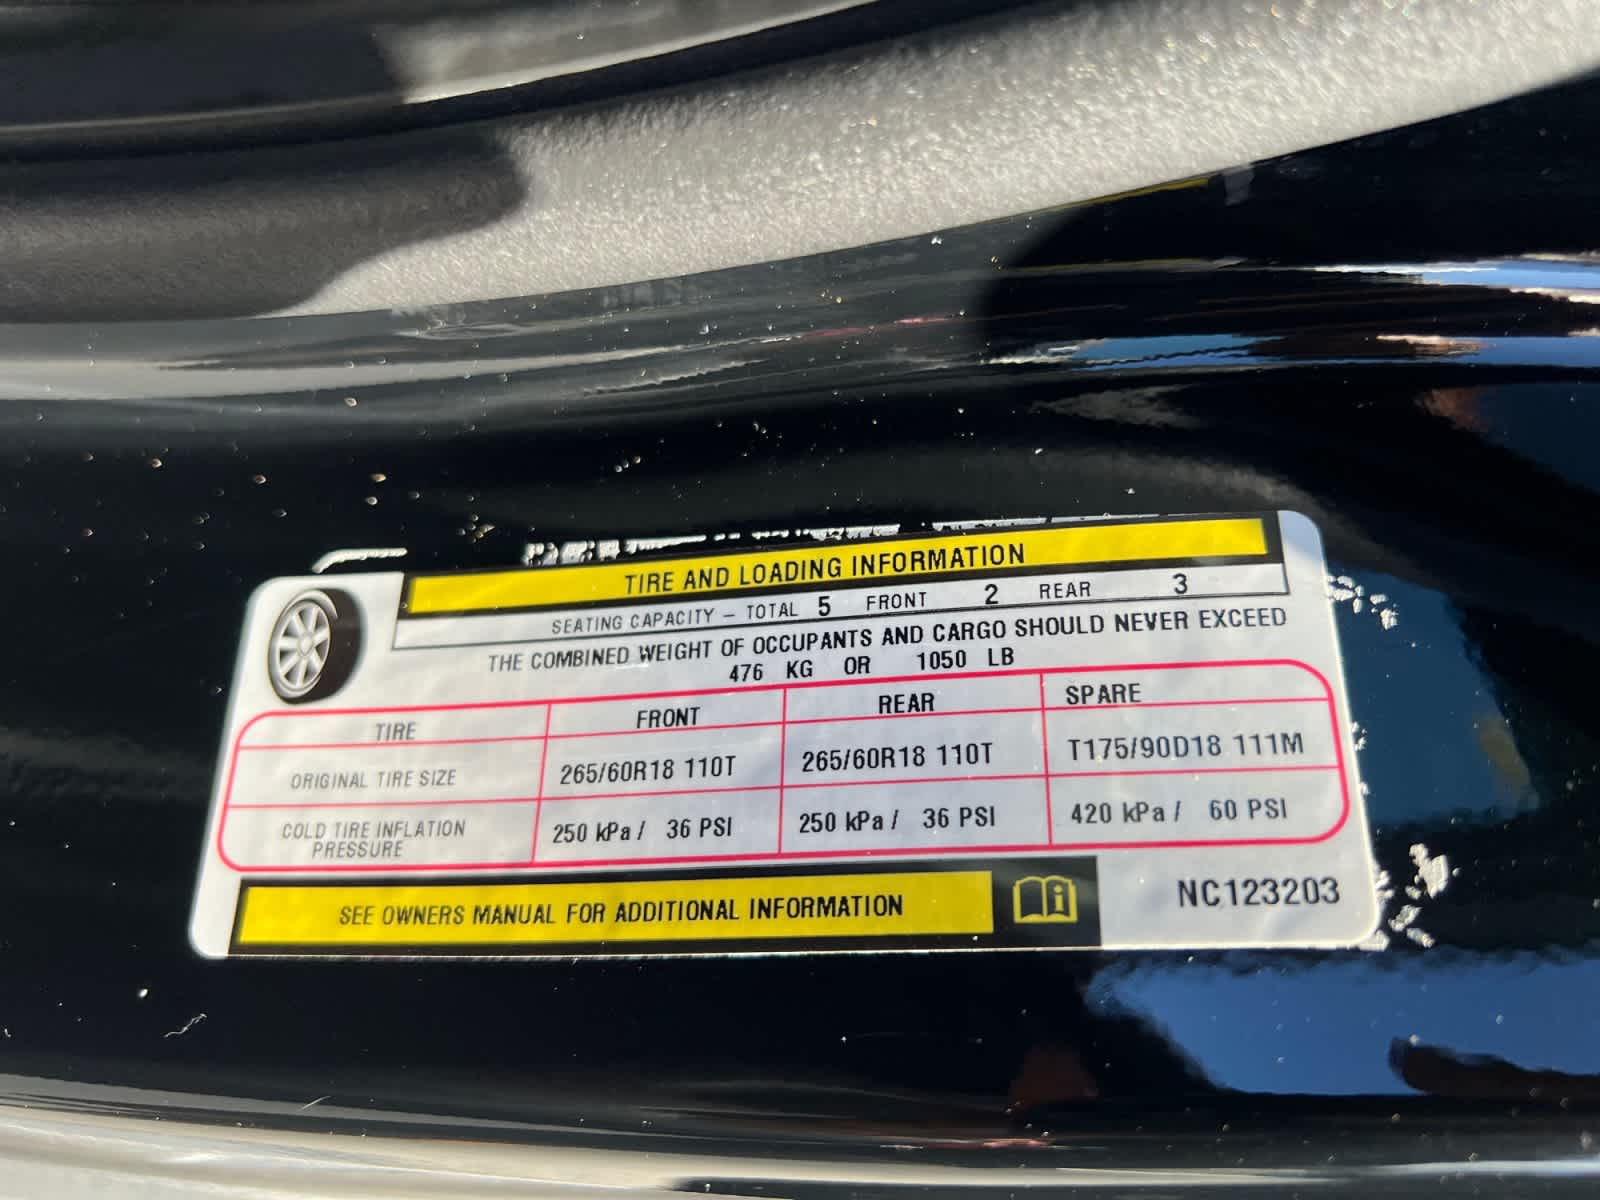 TIRE AND LOADING INFORMATION
SEATING CAPACITY – TOTAL 5 FRONT 2 REAR 3
THE COMBINED WEIGHT OF OCCUPANTS AND CARGO SHOULD NEVER EXCEED
476 KG OR 1050 LB
TIRE FRONT REAR SPARE
ORIGINAL TIRE SIZE 265/60R18 110T 265/60R18 110T T175/90D18 111M
COLD TIRE INFLATION
PRESSURE 250 kPa / 36 PSI 250 kPa / 36 PSI 420 kPa / 60 PSI
SEE OWNERS MANUAL FOR ADDITIONAL INFORMATION
NC123203